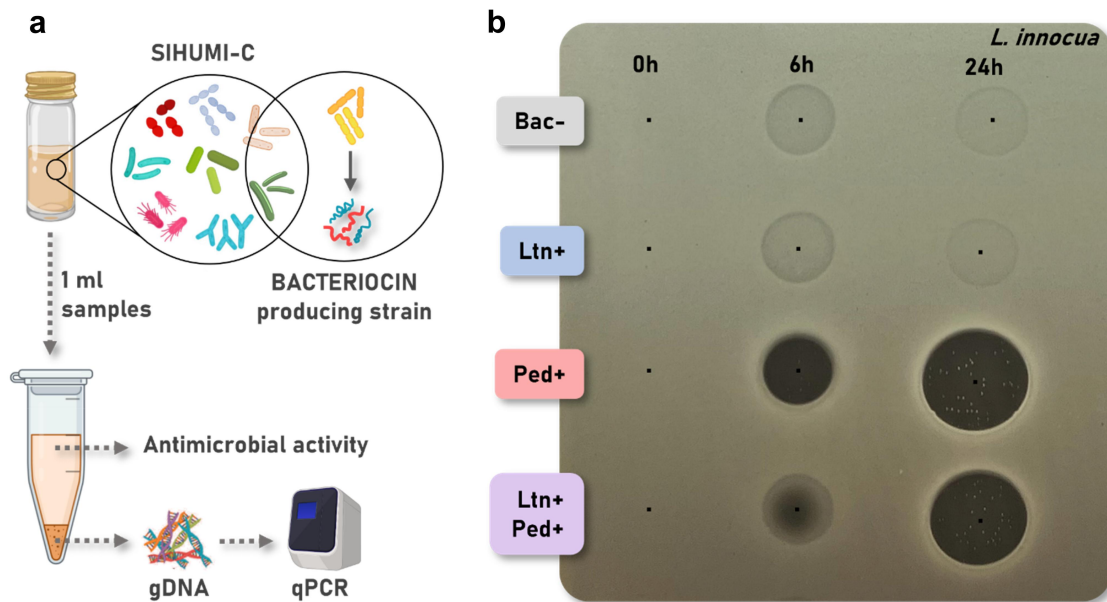 a
SIHUMI-C
BACTERIOCIN
producing strain
1 ml
samples
Antimicrobial activity
gDNA
qPCR
b
L. innocua
0h
6h
24h
Bac-
Ltn+
Ped+
Ltn+
Ped+